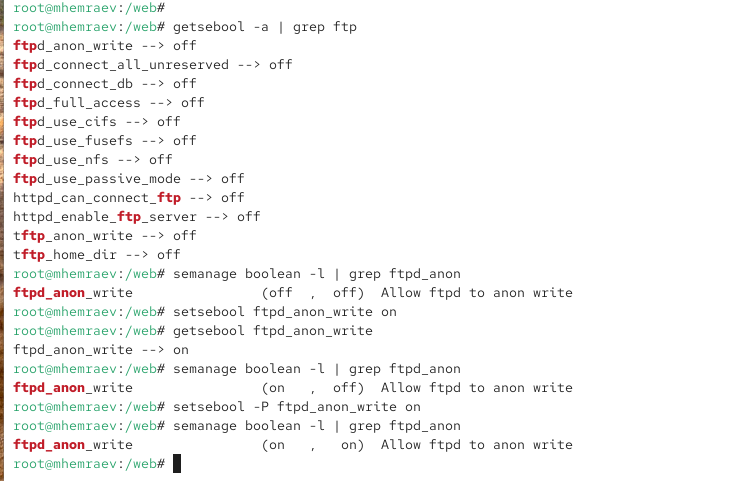 root@mhemraev:/web#
root@mhemraev:/web# getsebool -a | grep ftp
ftpd_anon_write --> off
ftpd_connect_all_unreserved --> off
ftpd_connect_db --> off
ftpd_full_access --> off
ftpd_use_cifs --> off
ftpd_use_fusefs --> off
ftpd_use_nfs --> off
ftpd_use_passive_mode --> off
httpd_can_connect_ftp --> off
httpd_enable_ftp_server --> off
tftp_anon_write --> off
tftp_home_dir --> off
root@mhemraev:/web# semanage boolean -l | grep ftpd_anon
ftpd_anon_write                (off  ,  off)  Allow ftpd to anon write
root@mhemraev:/web# setsebool ftpd_anon_write on
root@mhemraev:/web# getsebool ftpd_anon_write
ftpd_anon_write --> on
root@mhemraev:/web# semanage boolean -l | grep ftpd_anon
ftpd_anon_write                (on   ,  off)  Allow ftpd to anon write
root@mhemraev:/web# setsebool -P ftpd_anon_write on
root@mhemraev:/web# semanage boolean -l | grep ftpd_anon
ftpd_anon_write                (on   ,   on)  Allow ftpd to anon write
root@mhemraev:/web#